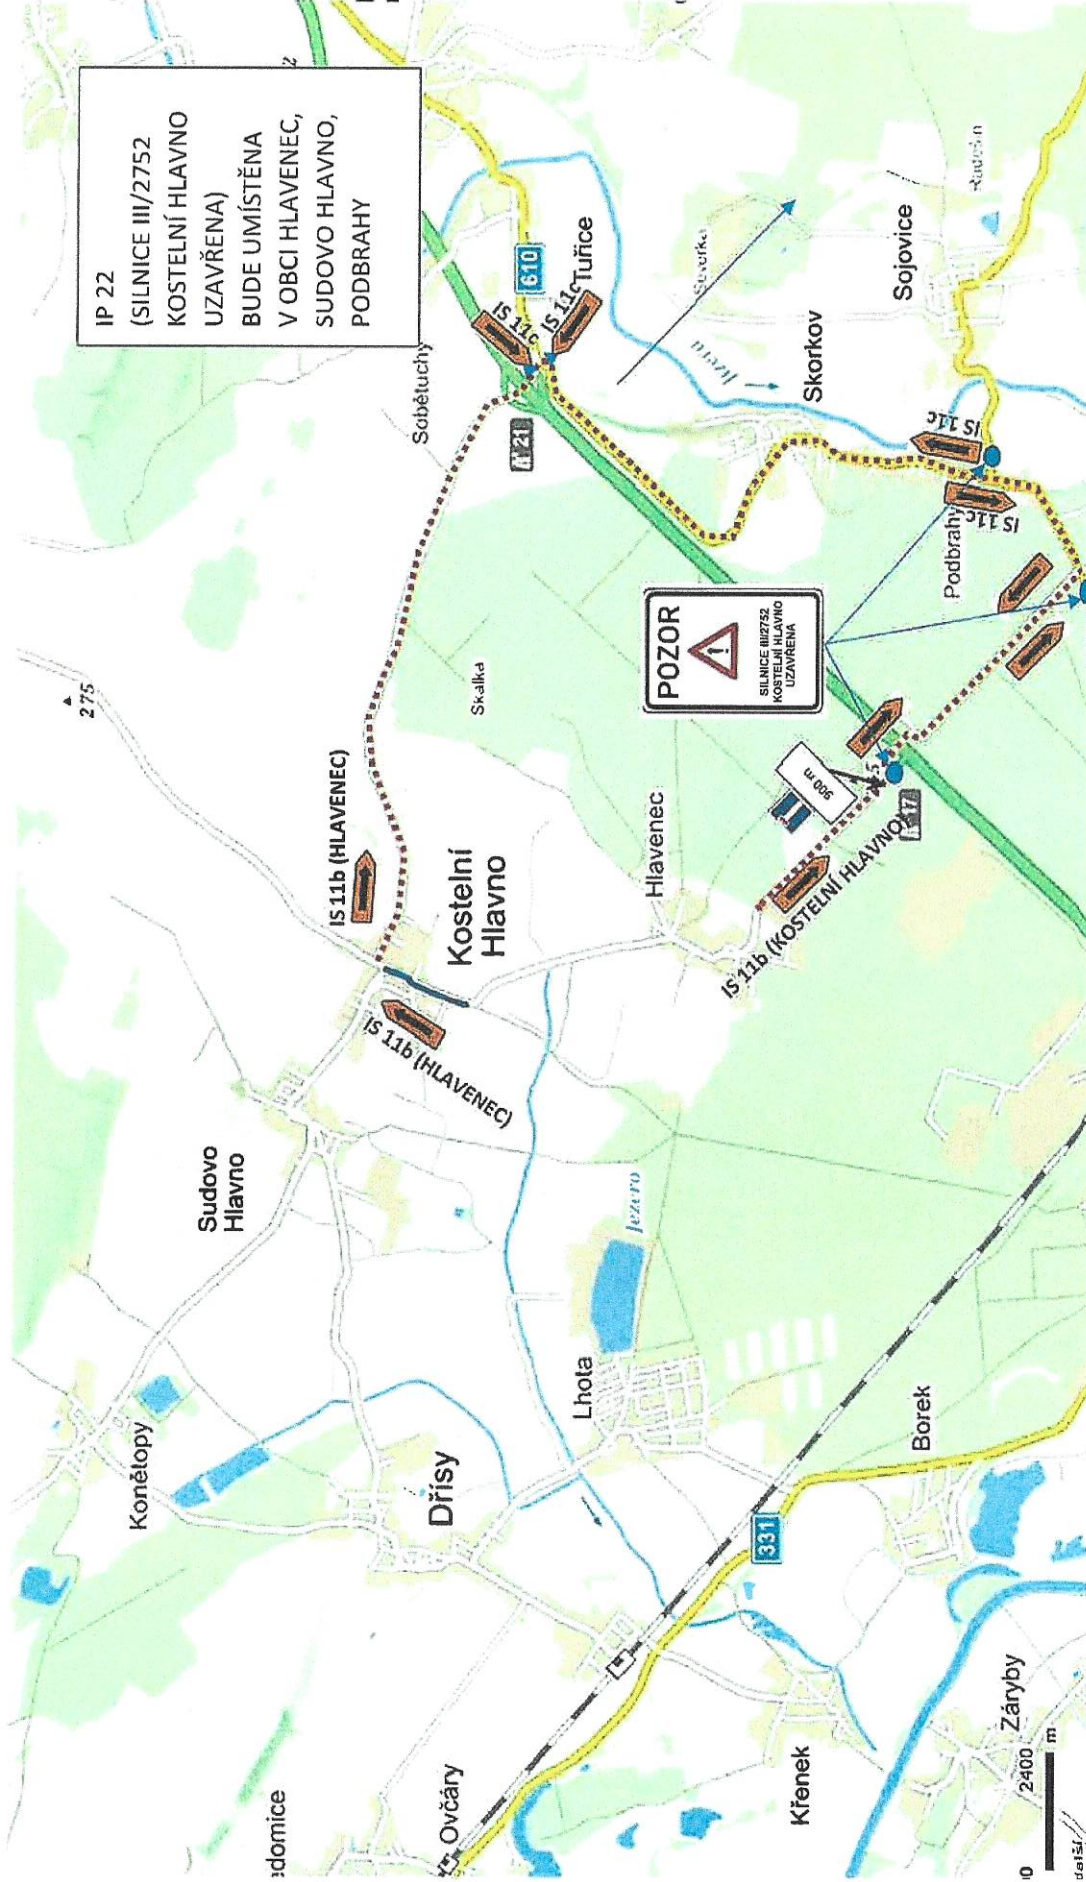 IP 22
(SILNICE III/2752
KOSTELNÍ HLAVNO
UZAVŘENA)
BUDE UMÍSTĚNA
V OBCI HLAVENEC,
SUDOVO HLAVNO,
PODBRAHY
275
Sobětuchy
610
IS 11c
IS 11c
Tuřice
Skorkov
Jizera
Sojovice
IS 11c
IS 11c
Podbrahy
Skalka
POZOR
SILNICE III/2752
KOSTELNÍ HLAVNO
UZAVŘENA
900 m
Hlavenec
IS 11b (KOSTELNÍ HLAVNO)
IS 11b (HLAVENEC)
Kostelní
Hlavno
IS 11b (HLAVENEC)
Sudovo
Hlavno
Jezero
Lhota
Konětopy
Dřísy
Borek
331
Ovčáry
Křenek
Záryby
2400
m
další